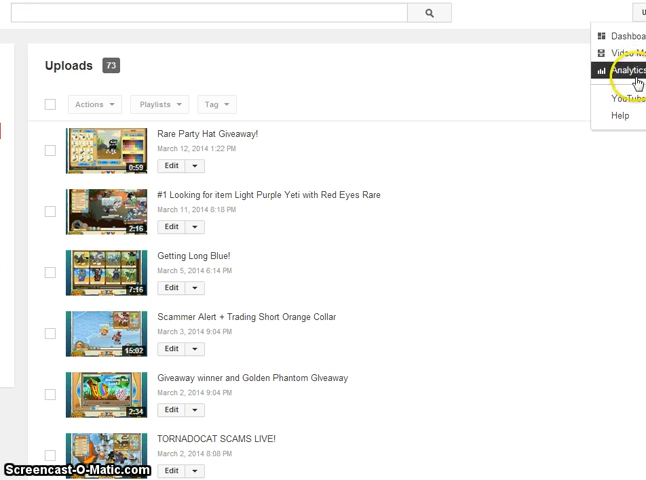 U
Dashboa
Video M
Analytics
YouTube
Help
Uploads 73
Actions Playlists Tag
Rare Party Hat Giveaway!
March 12, 2014 1:22 PM
0:59
Edit
#1 Looking for item Light Purple Yeti with Red Eyes Rare
March 11, 2014 8:18 PM
2:16
Edit
Getting Long Blue!
March 5, 2014 6:14 PM
7:16
Edit
Scammer Alert + Trading Short Orange Collar
March 3, 2014 9:04 PM
15:02
Edit
Giveaway winner and Golden Phantom GIveaway
March 2, 2014 9:04 PM
2:34
Edit
TORNADOCAT SCAMS LIVE!
March 2, 2014 8:08 PM
Edit
Screencast-O-Matic.com